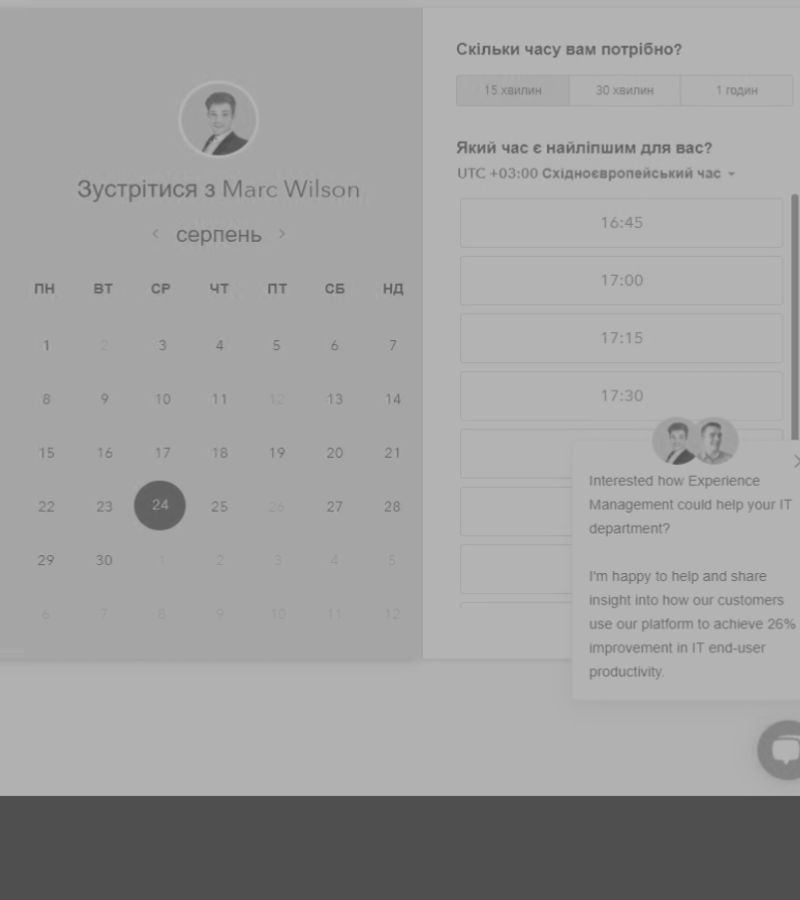 Зустрітися з Marc Wilson
< серпень >
ПН ВТ СР ЧТ ПТ СБ НД
1 2 3 4 5 6 7
8 9 10 11 12 13 14
15 16 17 18 19 20 21
22 23 24 25 26 27 28
29 30 1 2 3 4 5
6 7 8 9 10 11 12
Скільки часу вам потрібно?
15 хвилин 30 хвилин 1 годин
Який час є найліпшим для вас?
UTC +03:00 Східноєвропейський час
16:45
17:00
17:15
17:30
Interested how Experience
Management could help your IT
department?
I'm happy to help and share
insight into how our customers
use our platform to achieve 26%
improvement in IT end-user
productivity.